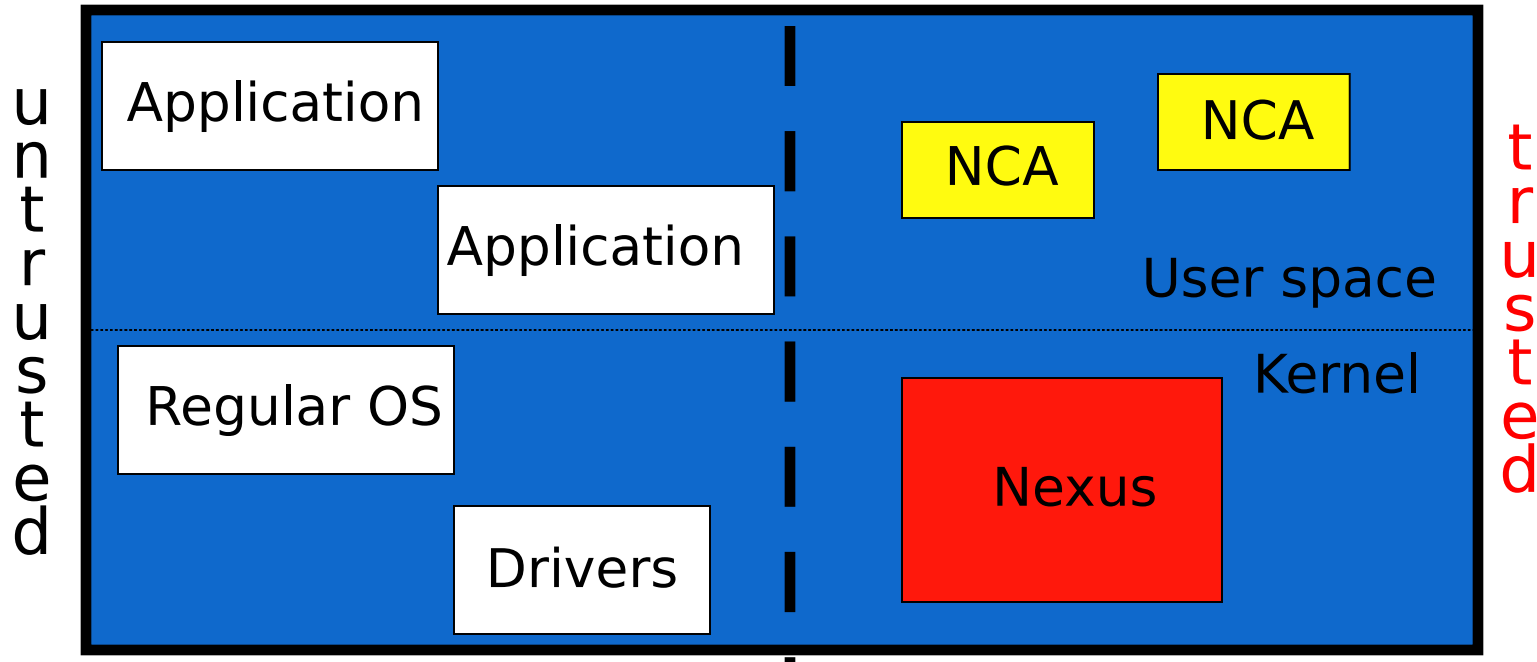 untrusted
Application
Application
NCA
NCA
User space
Kernel
Regular OS
Drivers
Nexus
trusted